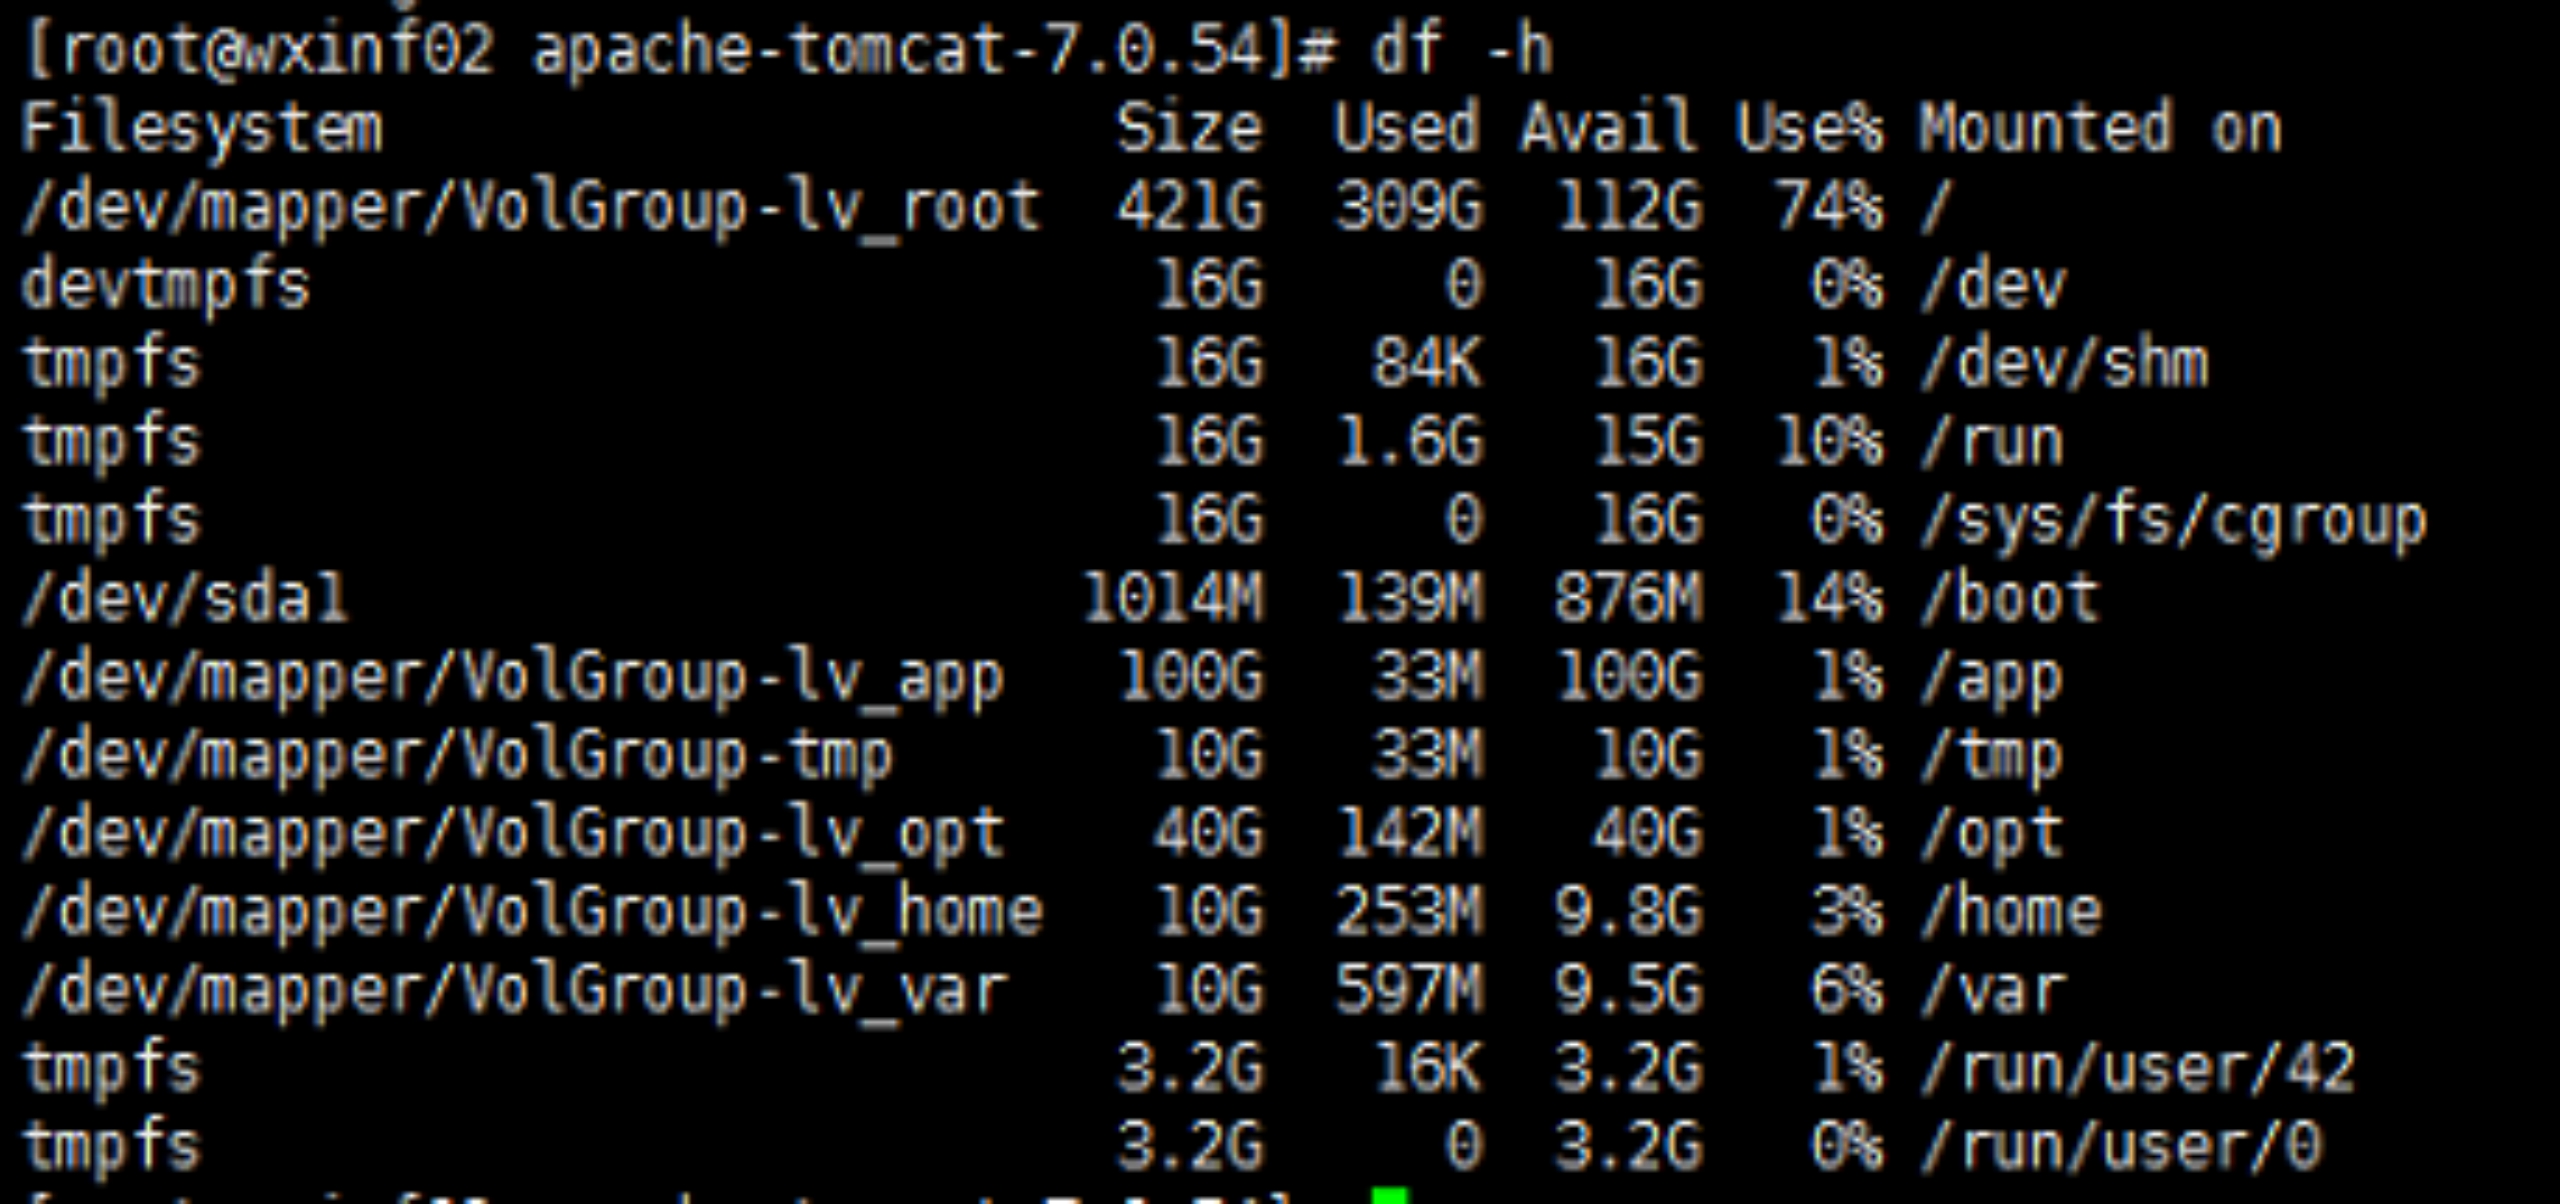 [root@wxinf02 apache-tomcat-7.0.54]# df -h
Filesystem                    Size  Used Avail Use% Mounted on
/dev/mapper/VolGroup-lv_root  421G  309G  112G  74% /
devtmpfs                       16G     0   16G   0% /dev
tmpfs                          16G   84K   16G   1% /dev/shm
tmpfs                          16G  1.6G   15G  10% /run
tmpfs                          16G     0   16G   0% /sys/fs/cgroup
/dev/sda1                    1014M  139M  876M  14% /boot
/dev/mapper/VolGroup-lv_app   100G   33M  100G   1% /app
/dev/mapper/VolGroup-tmp       10G   33M   10G   1% /tmp
/dev/mapper/VolGroup-lv_opt    40G  142M   40G   1% /opt
/dev/mapper/VolGroup-lv_home   10G  253M  9.8G   3% /home
/dev/mapper/VolGroup-lv_var    10G  597M  9.5G   6% /var
tmpfs                         3.2G   16K  3.2G   1% /run/user/42
tmpfs                         3.2G     0  3.2G   0% /run/user/0